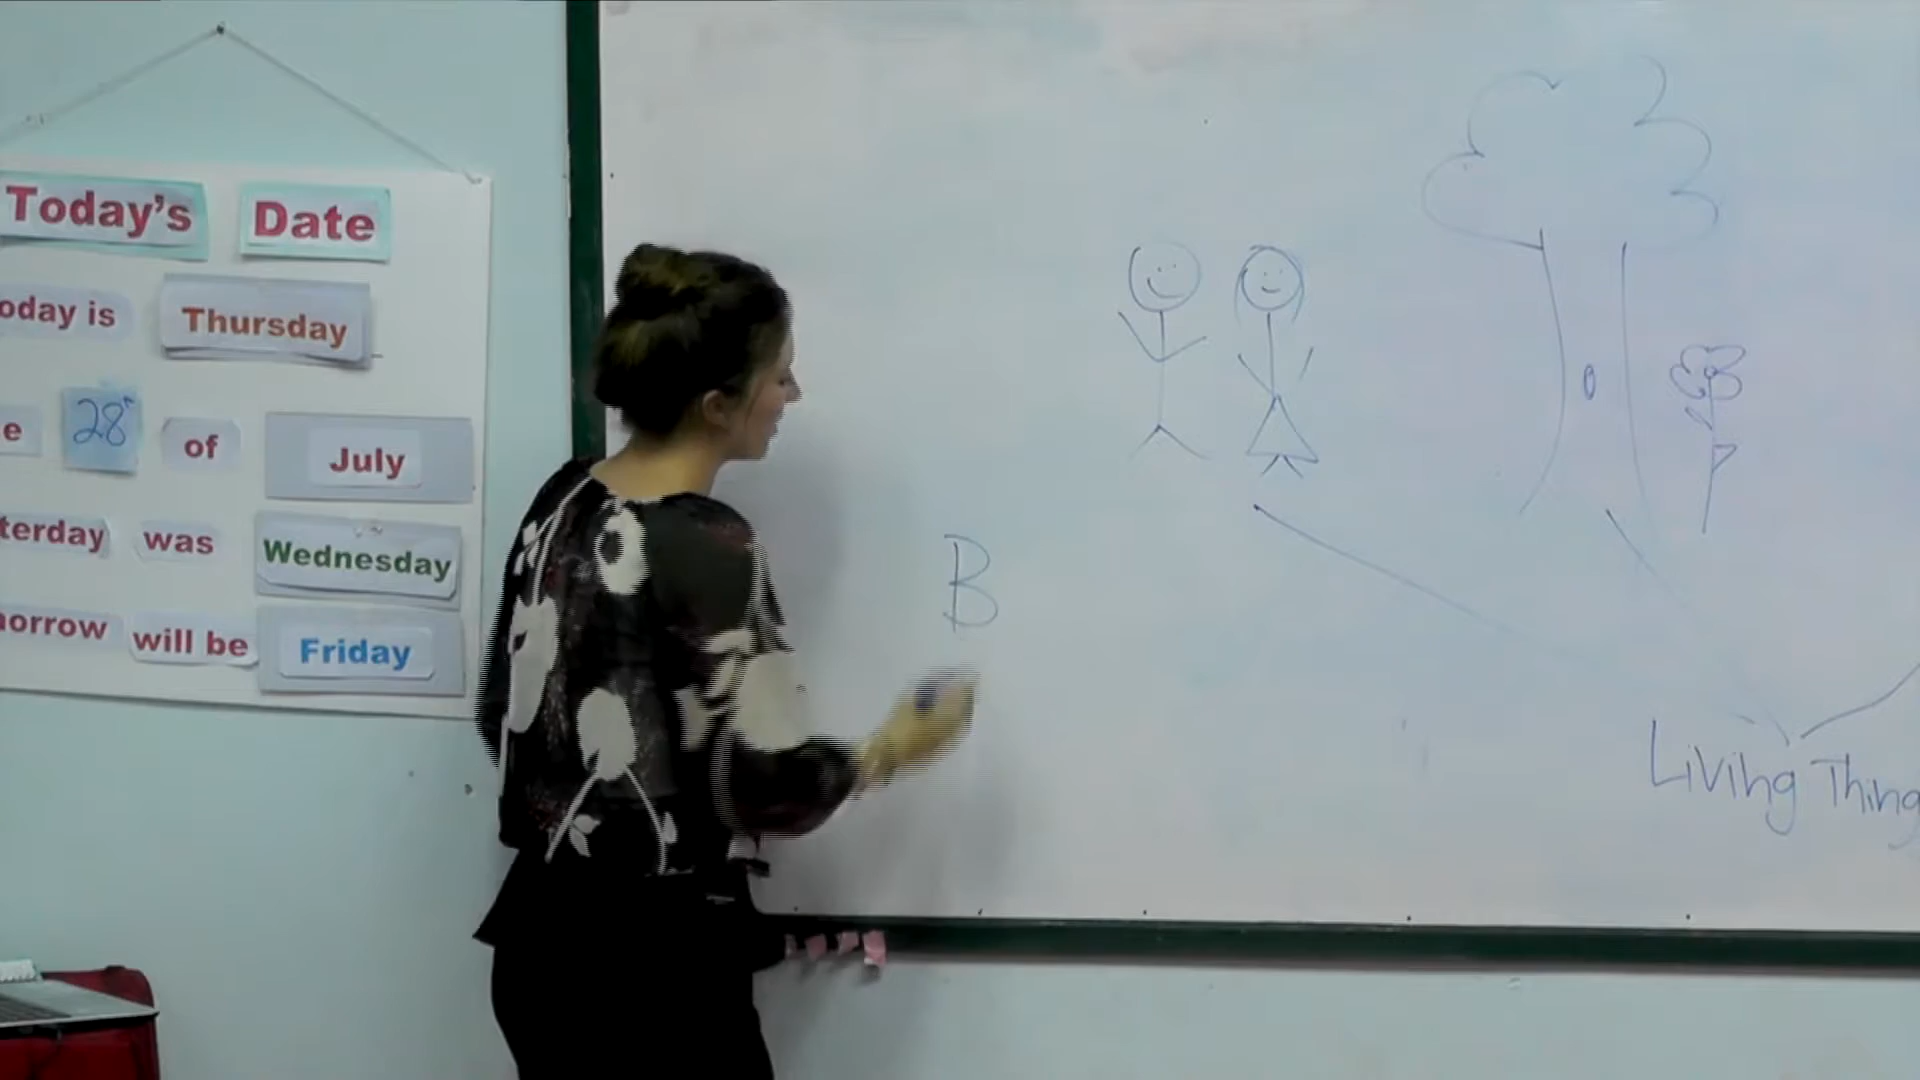 Today's Date
oday is Thursday
e 28th of July
terday was Wednesday
orrow will be Friday
B
Living Thing